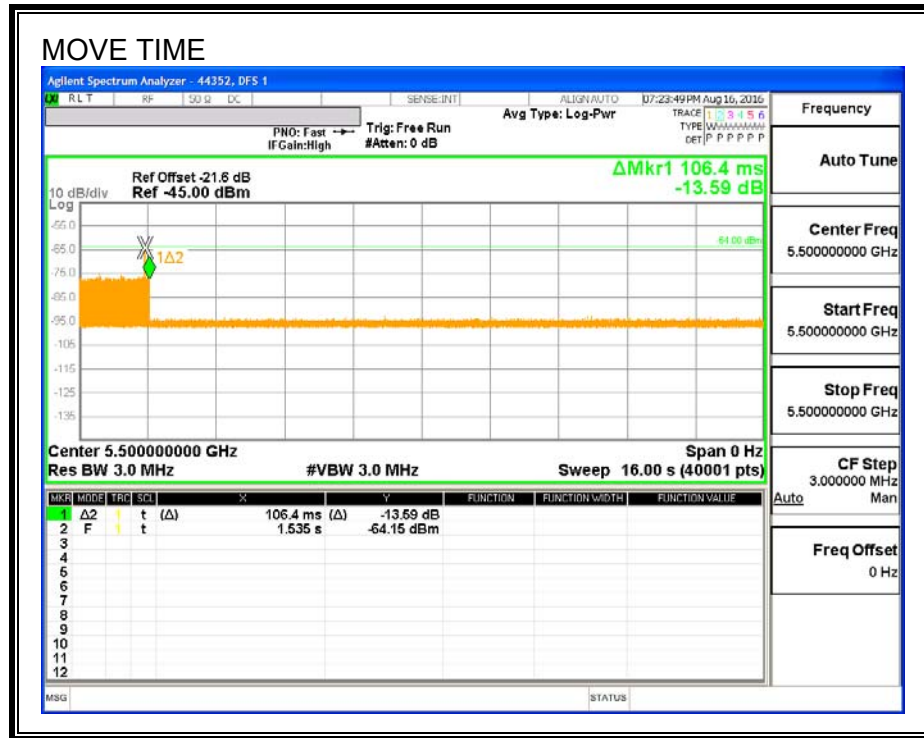 MOVE TIME
Agilent Spectrum Analyzer - 44352, DFS 1
RLT RF 50 Ω DC SENSE:INT ALIGN AUTO 07:23:49 PM Aug 16, 2016
PNO: Fast
IFGain:High
Trig: Free Run
#Atten: 0 dB
Avg Type: Log-Pwr
TRACE 1 2 3 4 5 6
TYPE
DET P P P P P P
Ref Offset -21.6 dB
10 dB/div Ref -45.00 dBm
Log
ΔMkr1 106.4 ms
-13.59 dB
-55.0
-65.0
-75.0
-85.0
-95.0
-105
-115
-125
-135
1Δ2
-64.00 dBm
Center 5.500000000 GHz Span 0 Hz
Res BW 3.0 MHz #VBW 3.0 MHz Sweep 16.00 s (40001 pts)
MKR MODE TRC SCL X Y FUNCTION FUNCTION WIDTH FUNCTION VALUE
1 Δ2 1 t (Δ) 106.4 ms (Δ) -13.59 dB
2 F 1 t 1.535 s -64.15 dBm
3
4
5
6
7
8
9
10
11
12
MSG STATUS
Frequency
Auto Tune
Center Freq
5.500000000 GHz
Start Freq
5.500000000 GHz
Stop Freq
5.500000000 GHz
CF Step
3.000000 MHz
Auto Man
Freq Offset
0 Hz